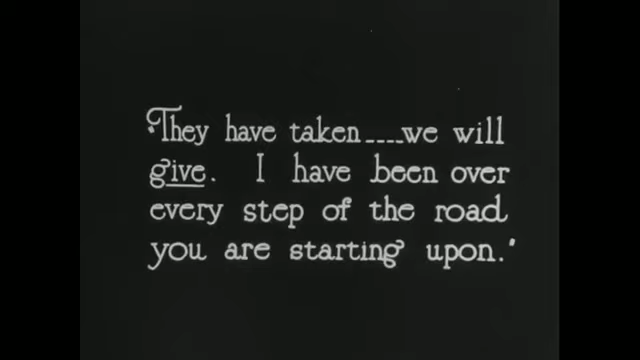 "They have taken ---- we will
give. I have been over
every step of the road
you are starting upon."